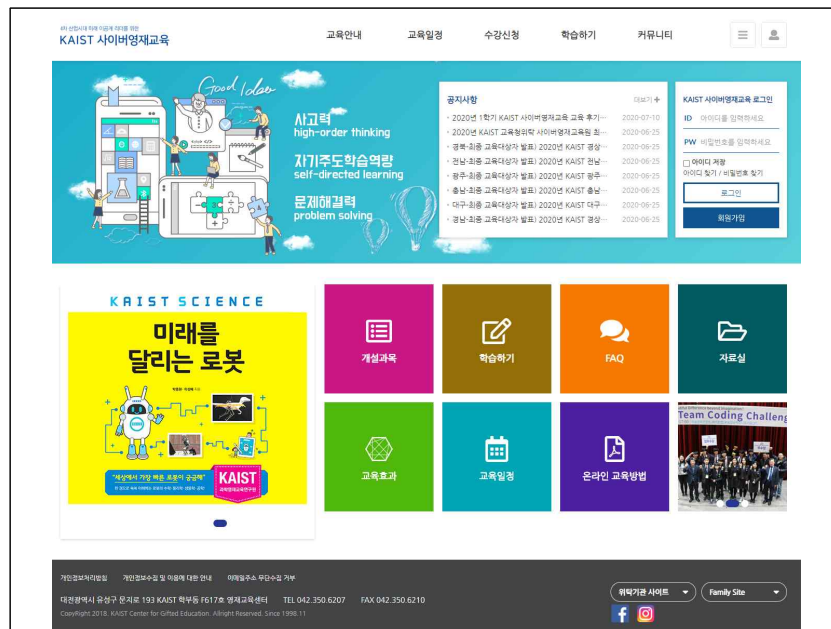 4차 산업시대 미래 이공계 리더를 위한
KAIST 사이버영재교육
교육안내 교육일정 수강신청 학습하기 커뮤니티
Good Idea
사고력
high-order thinking
자기주도학습역량
self-directed learning
문제해결력
problem solving
공지사항 더보기 +
· 2020년 1학기 KAIST 사이버영재교육 교육 후기… 2020-07-10
· 2020년 KAIST 교육청위탁 사이버영재교육원 최… 2020-06-25
· 경북-최종 교육대상자 발표) 2020년 KAIST 경상… 2020-06-25
· 전남-최종 교육대상자 발표) 2020년 KAIST 전남… 2020-06-25
· 광주-최종 교육대상자 발표) 2020년 KAIST 광주… 2020-06-25
· 충남-최종 교육대상자 발표) 2020년 KAIST 충남… 2020-06-25
· 대구-최종 교육대상자 발표) 2020년 KAIST 대구… 2020-06-25
· 경남-최종 교육대상자 발표) 2020년 KAIST 경상… 2020-06-25
KAIST 사이버영재교육 로그인
ID 아이디를 입력하세요
PW 비밀번호를 입력하세요
아이디 저장
아이디 찾기 / 비밀번호 찾기
로그인
회원가입
KAIST SCIENCE
미래를
달리는 로봇
"세상에서 가장 빠른 로봇이 궁금해"
KAIST
과학영재교육연구원
개설과목
학습하기
FAQ
자료실
교육효과
교육일정
온라인 교육방법
Team Coding Challeng
개인정보처리방침 개인정보수집 및 이용에 대한 안내 이메일주소 무단수집 거부
대전광역시 유성구 문지로 193 KAIST 학부동 F617호 영재교육센터 TEL 042.350.6207 FAX 042.350.6210
CopyRight 2018. KAIST Center for Gifted Education. Allright Reserved. Since 1998.11
위탁기관 사이트
Family Site